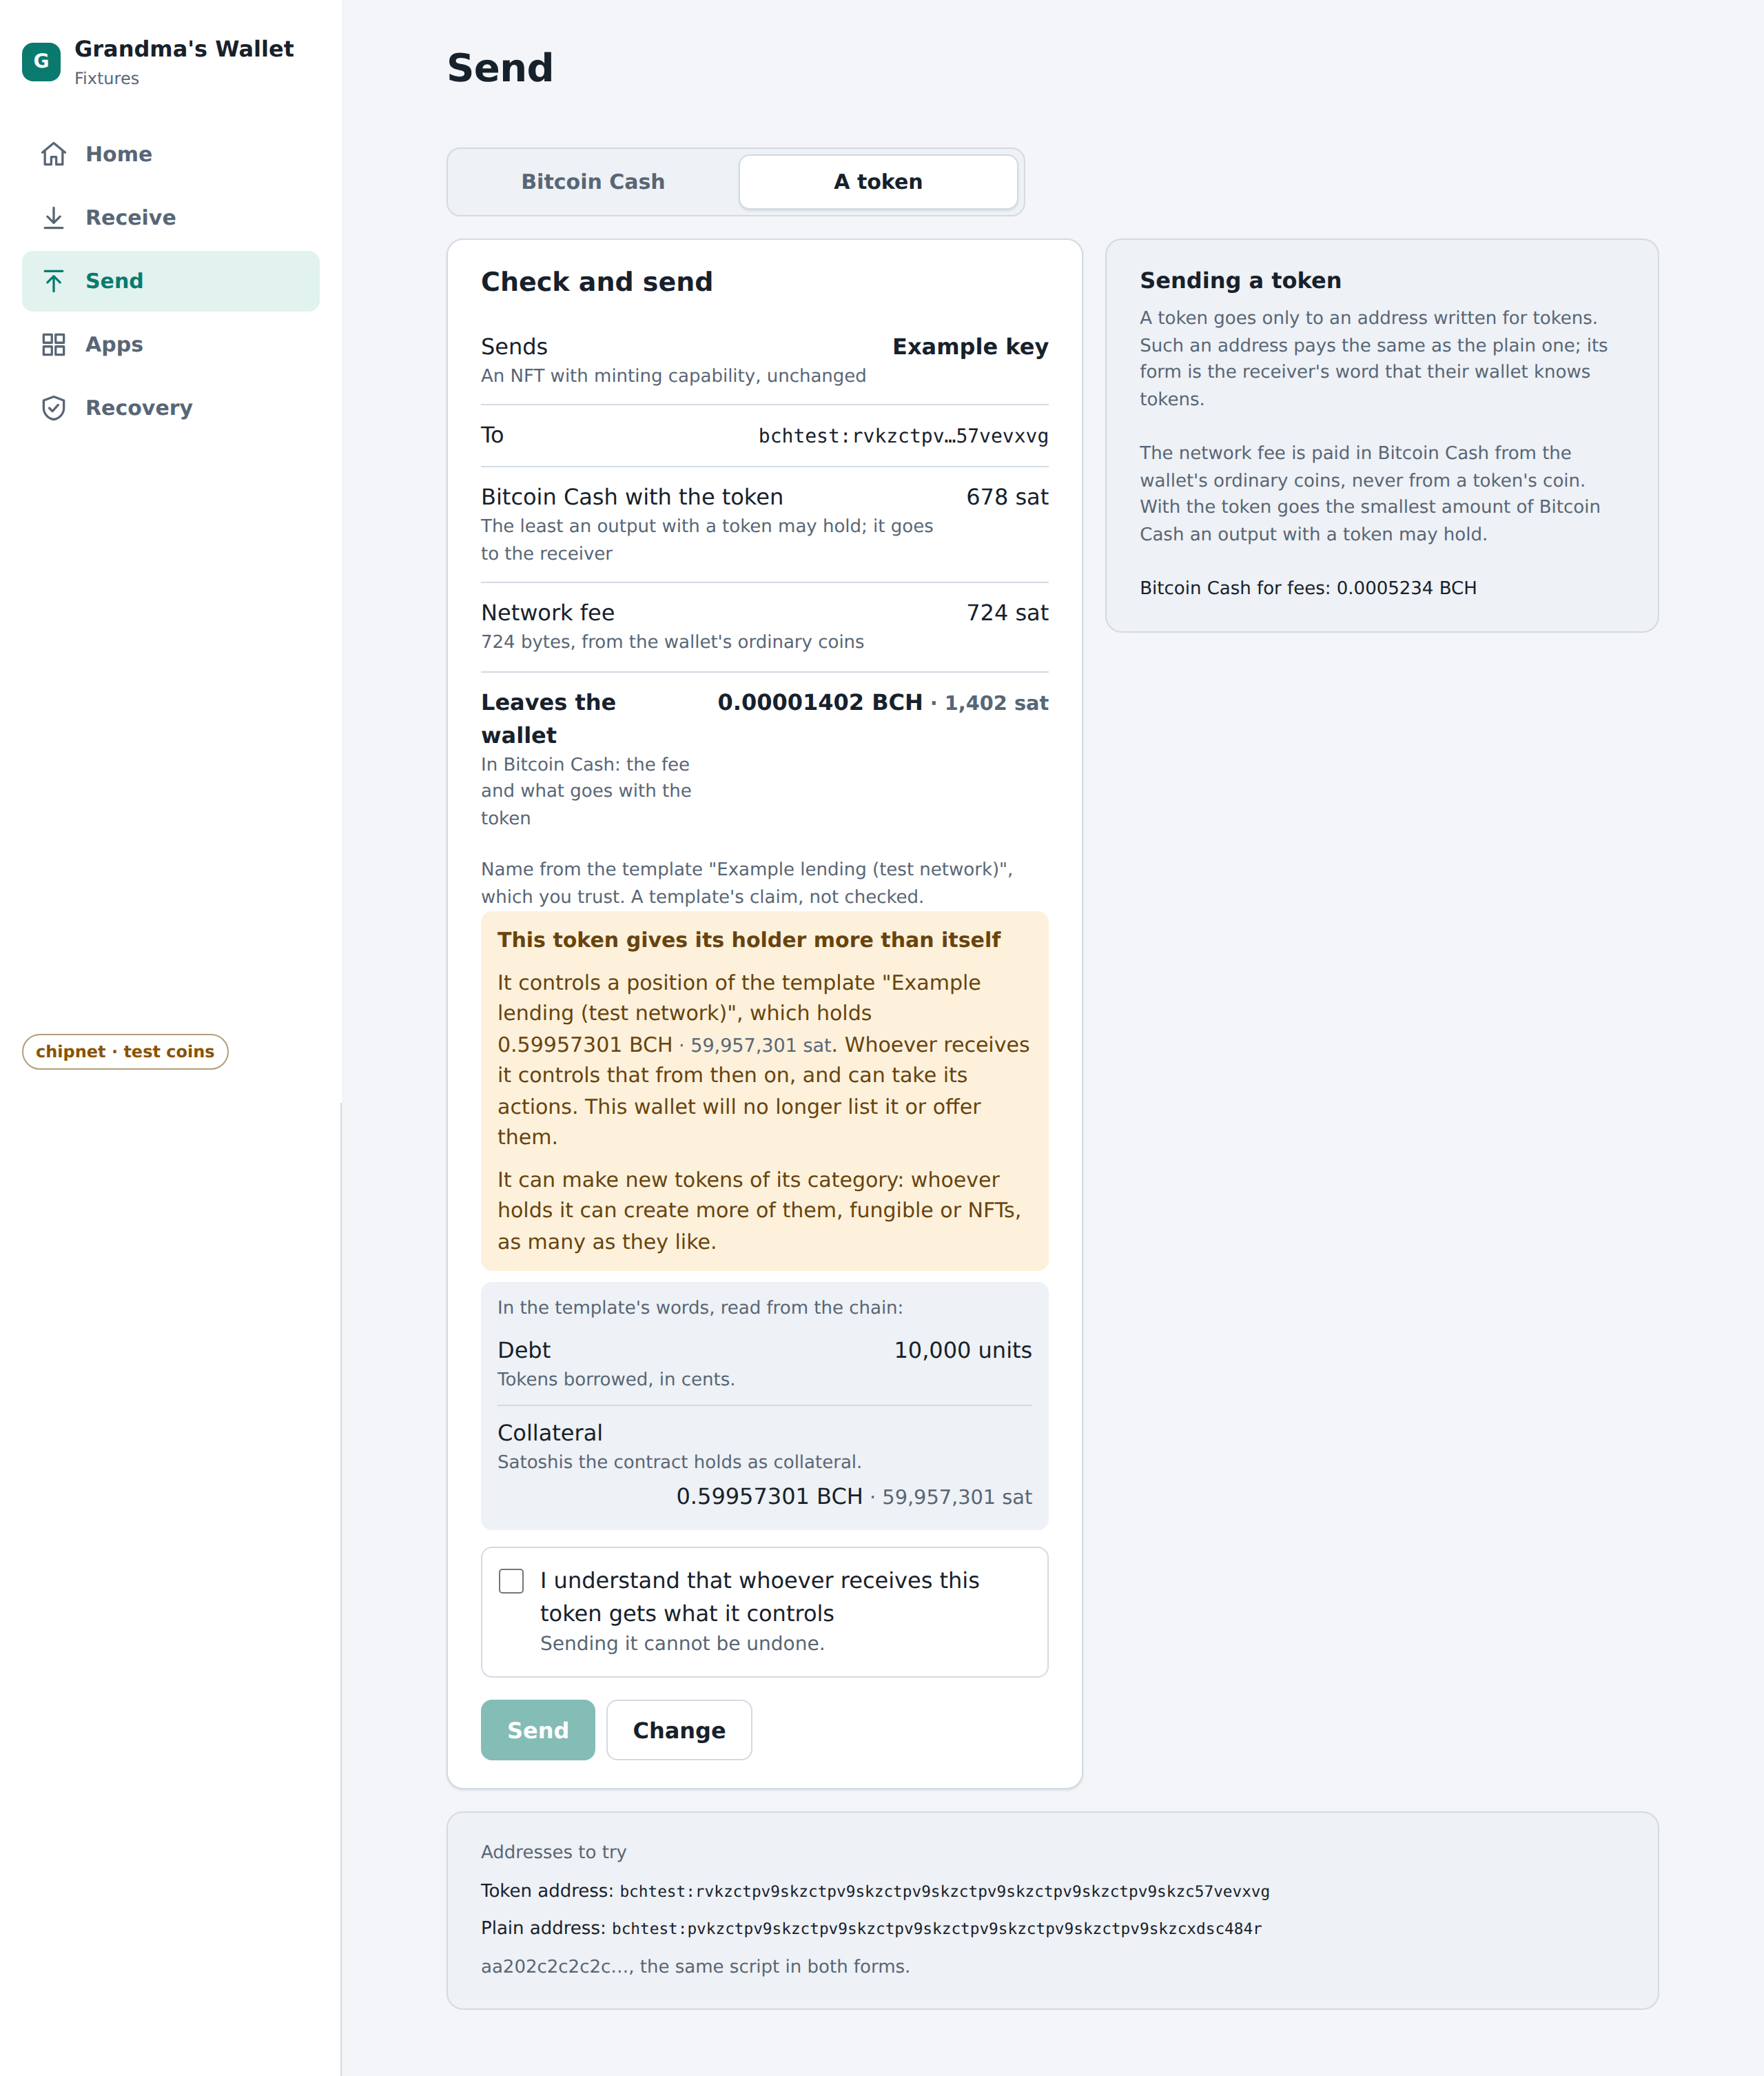 G
Grandma's Wallet
Fixtures
Home
Receive
Send
Apps
Recovery
chipnet · test coins
Send
Bitcoin Cash
A token
Check and send
Sends
Example key
An NFT with minting capability, unchanged
To
bchtest:rvkzctpv…57vevxvg
Bitcoin Cash with the token
678 sat
The least an output with a token may hold; it goes
to the receiver
Network fee
724 sat
724 bytes, from the wallet's ordinary coins
Leaves the
wallet
0.00001402 BCH · 1,402 sat
In Bitcoin Cash: the fee
and what goes with the
token
Name from the template "Example lending (test network)",
which you trust. A template's claim, not checked.
This token gives its holder more than itself
It controls a position of the template "Example
lending (test network)", which holds
0.59957301 BCH · 59,957,301 sat. Whoever receives
it controls that from then on, and can take its
actions. This wallet will no longer list it or offer
them.
It can make new tokens of its category: whoever
holds it can create more of them, fungible or NFTs,
as many as they like.
In the template's words, read from the chain:
Debt
10,000 units
Tokens borrowed, in cents.
Collateral
Satoshis the contract holds as collateral.
0.59957301 BCH · 59,957,301 sat
I understand that whoever receives this
token gets what it controls
Sending it cannot be undone.
Send
Change
Sending a token
A token goes only to an address written for tokens.
Such an address pays the same as the plain one; its
form is the receiver's word that their wallet knows
tokens.
The network fee is paid in Bitcoin Cash from the
wallet's ordinary coins, never from a token's coin.
With the token goes the smallest amount of Bitcoin
Cash an output with a token may hold.
Bitcoin Cash for fees: 0.0005234 BCH
Addresses to try
Token address: bchtest:rvkzctpv9skzctpv9skzctpv9skzctpv9skzctpv9skzctpv9skzc57vevxvg
Plain address: bchtest:pvkzctpv9skzctpv9skzctpv9skzctpv9skzctpv9skzctpv9skzcxdsc484r
aa202c2c2c2c…, the same script in both forms.